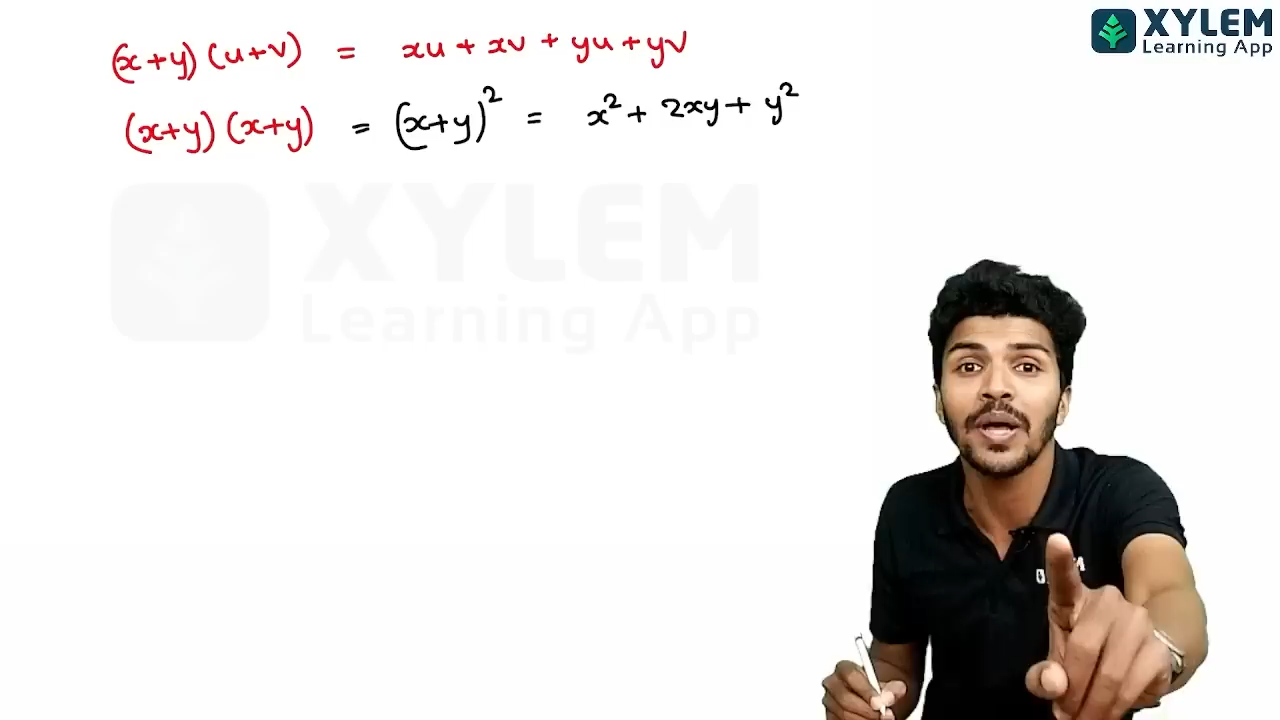 XYLEM
Learning App
(x+y)(u+v) = xu + xv + yu + yv
(x+y)(x+y) = (x+y)² = x² + 2xy + y²
XYLEM
Learning App